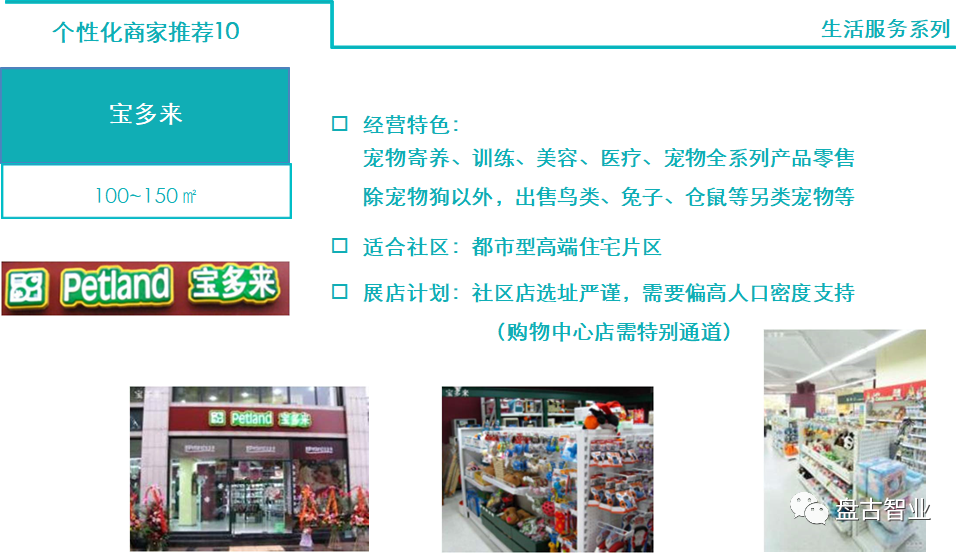 个性化商家推荐10
生活服务系列
宝多来
100~150㎡
□ 经营特色：
宠物寄养、训练、美容、医疗、宠物全系列产品零售
除宠物狗以外，出售鸟类、兔子、仓鼠等另类宠物等
□ 适合社区：都市型高端住宅片区
□ 展店计划：社区店选址严谨，需要偏高人口密度支持
（购物中心店需特别通道）
Petland 宝多来
Petland 宝多来
宝多来
盘古智业